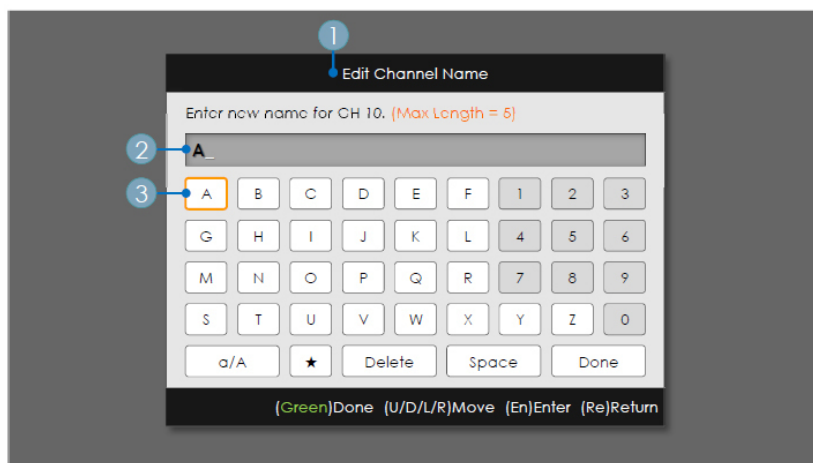 1
Edit Channel Name
Enter new name for CH 10. (Max Length = 5)
2 A_
3 A B C D E F 1 2 3
G H I J K L 4 5 6
M N O P Q R 7 8 9
S T U V W X Y Z 0
a/A ★ Delete Space Done
(Green)Done (U/D/L/R)Move (En)Enter (Re)Return